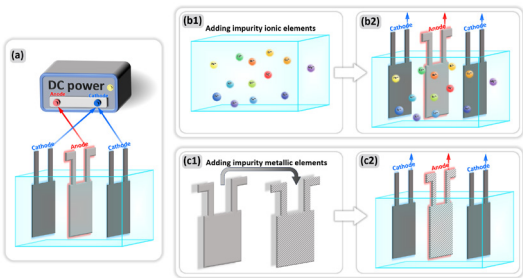 (a)
DC power
Anode
Cathode
Cathode
Anode
Cathode
(b1)
Adding impurity ionic elements
(b2)
Cathode
Anode
Cathode
(c1)
Adding impurity metallic elements
(c2)
Cathode
Anode
Cathode